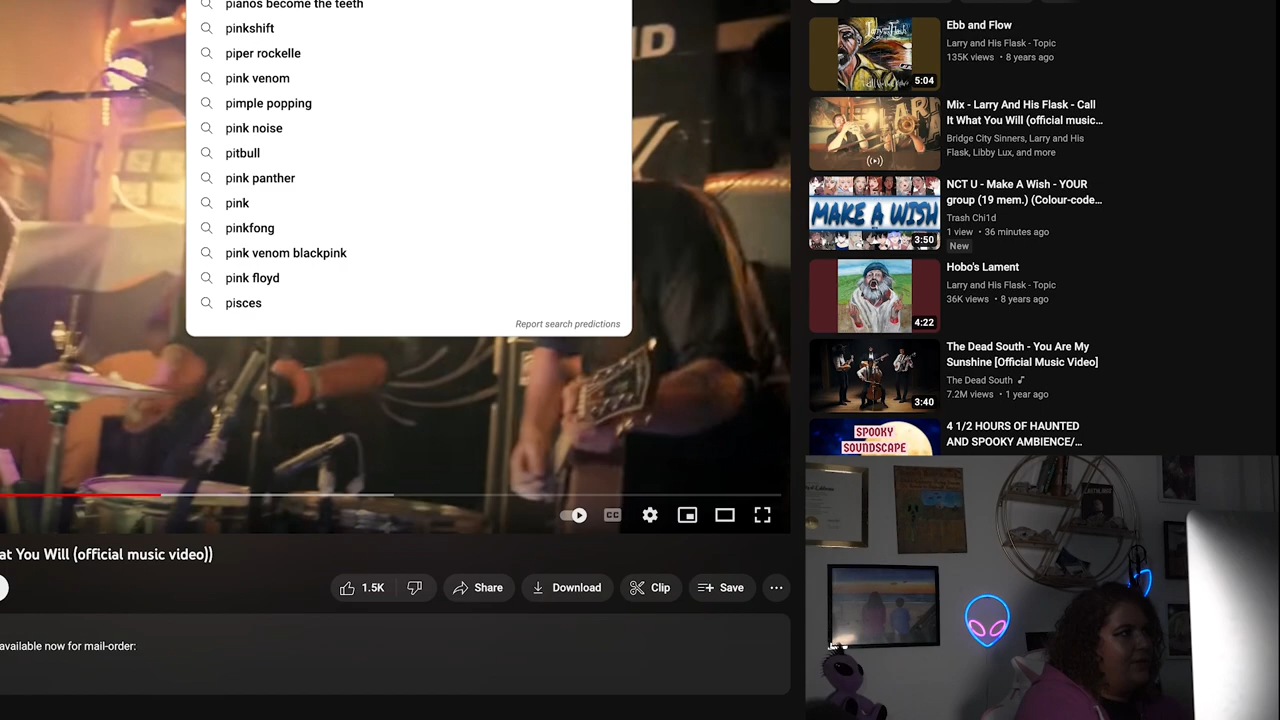 pianos become the teeth
pinkshift
piper rockelle
pink venom
pimple popping
pink noise
pitbull
pink panther
pink
pinkfong
pink venom blackpink
pink floyd
pisces
Report search predictions
CC
at You Will (official music video))
1.5K
Share
Download
Clip
Save
available now for mail-order:
Ebb and Flow
Larry and His Flask - Topic
135K views • 8 years ago
5:04
Mix - Larry And His Flask - Call
It What You Will (official music...
Bridge City Sinners, Larry and His
Flask, Libby Lux, and more
NCT U - Make A Wish - YOUR
group (19 mem.) (Colour-code...
Trash Chi1d
1 view • 36 minutes ago
New
MAKE A WISH
3:50
Hobo's Lament
Larry and His Flask - Topic
36K views • 8 years ago
4:22
The Dead South - You Are My
Sunshine [Official Music Video]
The Dead South
7.2M views • 1 year ago
3:40
4 1/2 HOURS OF HAUNTED
AND SPOOKY AMBIENCE/...
SPOOKY
SOUNDSCAPE